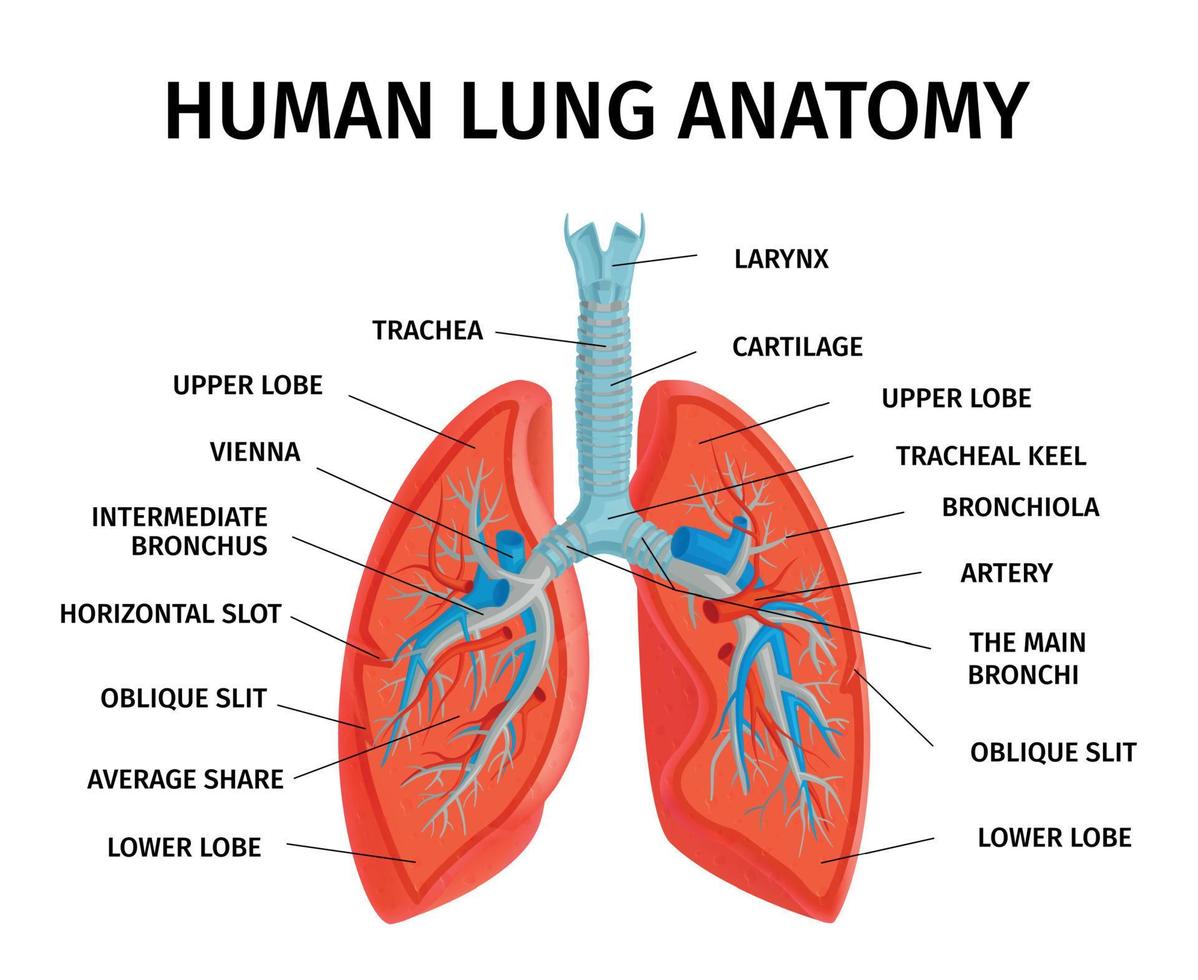 HUMAN LUNG ANATOMY
LARYNX
TRACHEA
CARTILAGE
UPPER LOBE
UPPER LOBE
VIENNA
TRACHEAL KEEL
INTERMEDIATE
BRONCHUS
BRONCHIOLA
ARTERY
HORIZONTAL SLOT
THE MAIN
BRONCHI
OBLIQUE SLIT
OBLIQUE SLIT
AVERAGE SHARE
LOWER LOBE
LOWER LOBE